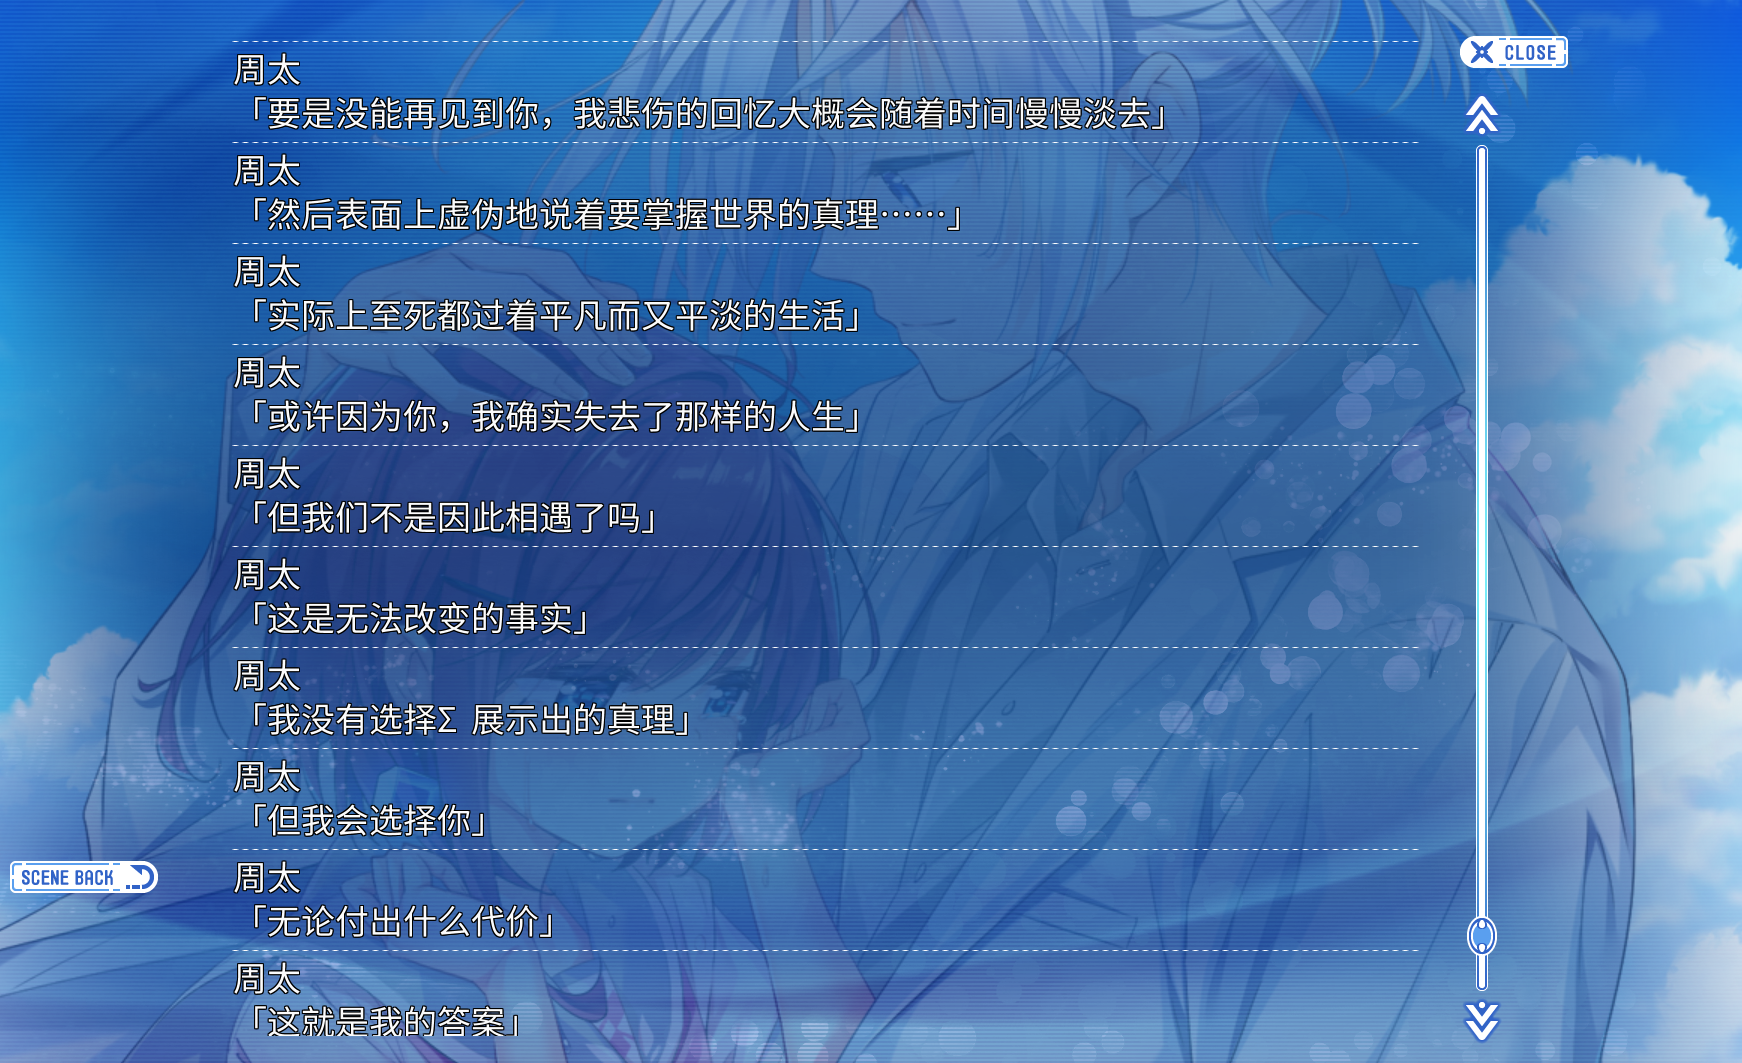 周太
「要是没能再见到你，我悲伤的回忆大概会随着时间慢慢淡去」
周太
「然后表面上虚伪地说着要掌握世界的真理……」
周太
「实际上至死都过着平凡而又平淡的生活」
周太
「或许因为你，我确实失去了那样的人生」
周太
「但我们不是因此相遇了吗」
周太
「这是无法改变的事实」
周太
「我没有选择Σ 展示出的真理」
周太
「但我会选择你」
周太
「无论付出什么代价」
周太
「这就是我的答案」
CLOSE
SCENE BACK